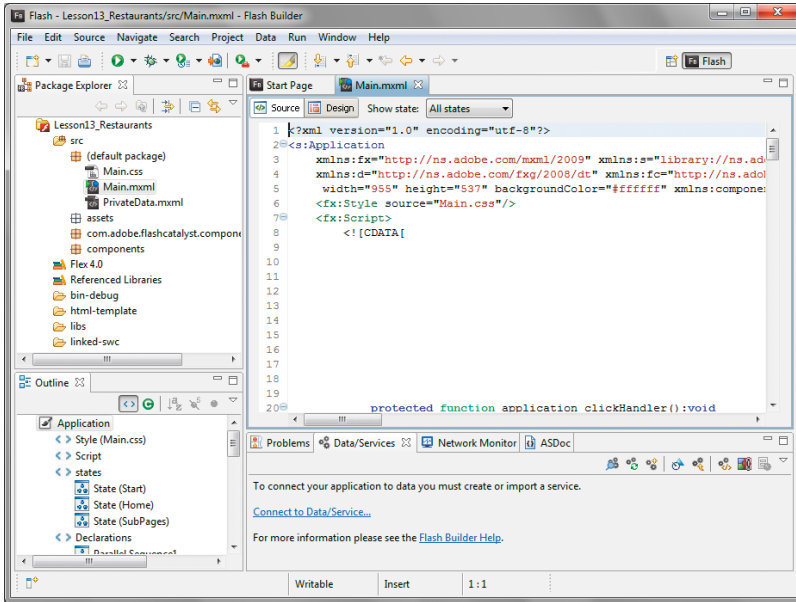 Flash - Lesson13_Restaurants/src/Main.mxml - Flash Builder
File Edit Source Navigate Search Project Data Run Window Help
Flash
Package Explorer
Lesson13_Restaurants
src
(default package)
Main.css
Main.mxml
PrivateData.mxml
assets
com.adobe.flashcatalyst.compone
components
Flex 4.0
Referenced Libraries
bin-debug
html-template
libs
linked-swc
Outline
Application
Style (Main.css)
Script
states
State (Start)
State (Home)
State (SubPages)
Declarations
Parallel Sequence1
Start Page Main.mxml
Source Design Show state: All states
1 <?xml version="1.0" encoding="utf-8"?>
2 <s:Application
3 xmlns:fx="http://ns.adobe.com/mxml/2009" xmlns:s="library://ns.ad
4 xmlns:d="http://ns.adobe.com/fxg/2008/dt" xmlns:fc="http://ns.adob
5 width="955" height="537" backgroundColor="#ffffff" xmlns:compone
6 <fx:Style source="Main.css"/>
7 <fx:Script>
8 <![CDATA[
9
10
11
12
13
14
15
16
17
18
19
20 protected function application_clickHandler():void
Problems Data/Services Network Monitor ASDoc
To connect your application to data you must create or import a service.
Connect to Data/Service...
For more information please see the Flash Builder Help.
Writable Insert 1 : 1